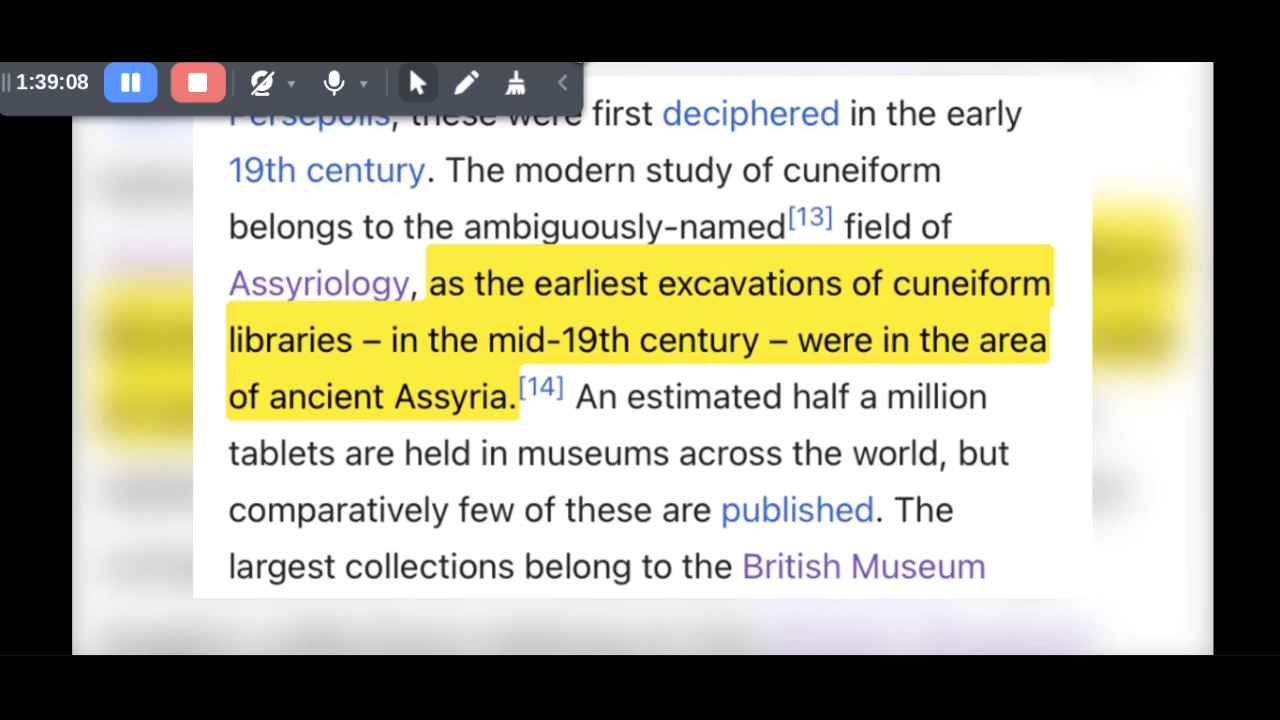 1:39:08
Persepolis, these were first deciphered in the early
19th century. The modern study of cuneiform
belongs to the ambiguously-named[13] field of
Assyriology, as the earliest excavations of cuneiform
libraries – in the mid-19th century – were in the area
of ancient Assyria.[14] An estimated half a million
tablets are held in museums across the world, but
comparatively few of these are published. The
largest collections belong to the British Museum